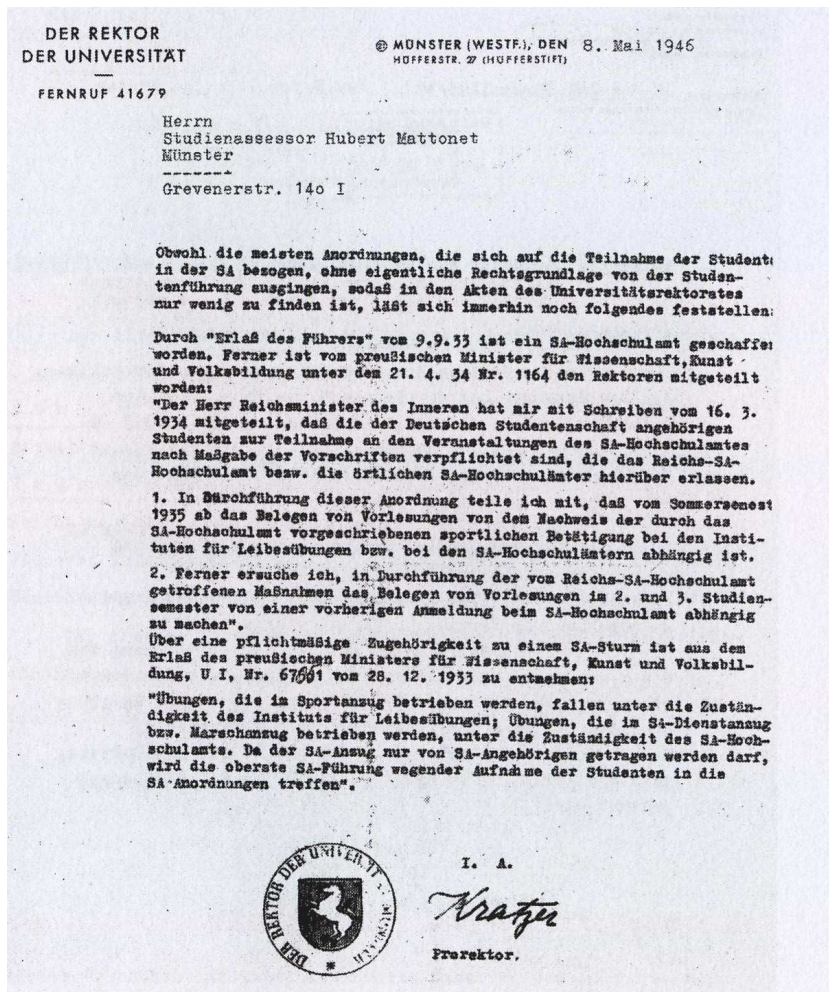 DER REKTOR
DER UNIVERSITÄT
FERNRUF 41679
MÜNSTER (WESTF.), DEN 8. Mai 1946
HÜFFERSTR. 27 (HÜFFERSTIFT)
Herrn
Studienassessor Hubert Mattonet
Münster
-------
Grevenerstr. 14o I
Obwohl die meisten Anordnungen, die sich auf die Teilnahme der Studente
in der SA bezogen, ohne eigentliche Rechtsgrundlage von der Studen-
tenführung ausgingen, sodaß in den Akten des Universitätsrektorates
nur wenig zu finden ist, läßt sich immerhin noch folgendes feststellen:
Durch "Erlaß des Führers" vom 9.9.33 ist ein SA-Hochschulamt geschaffen
worden. Ferner ist vom preußischen Minister für Wissenschaft, Kunst
und Volksbildung unter dem 21. 4. 34 Nr. 1164 den Rektoren mitgeteilt
worden:
"Der Herr Reichsminister des Inneren hat mir mit Schreiben vom 16. 3.
1934 mitgeteilt, daß die der Deutschen Studentenschaft angehörigen
Studenten zur Teilnahme an den Veranstaltungen des SA-Hochschulamtes
nach Maßgabe der Vorschriften verpflichtet sind, die das Reichs-SA-
Hochschulamt bezw. die örtlichen SA-Hochschulämter hierüber erlassen.
1. In Durchführung dieser Anordnung teile ich mit, daß vom Sommersemest
1935 ab das Belegen von Vorlesungen von dem Nachweis der durch das
SA-Hochschulamt vorgeschriebenen sportlichen Betätigung bei den Insti-
tuten für Leibesübungen bzw. bei den SA-Hochschulämtern abhängig ist.
2. Ferner ersuche ich, in Durchführung der vom Reichs-SA-Hochschulamt
getroffenen Maßnahmen das Belegen von Vorlesungen im 2. und 3. Studien-
semester von einer vorherigen Anmeldung beim SA-Hochschulamt abhängig
zu machen".
Über eine pflichtmäßige Zugehörigkeit zu einem SA-Sturm ist aus dem
Erlaß des preußischen Ministers für Wissenschaft, Kunst und Volksbil-
dung, U I, Nr. vom 28. 12. 1933 zu entnehmen:
"Übungen, die im Sportanzug betrieben werden, fallen unter die Zustän-
digkeit des Instituts für Leibesübungen; Übungen, die im SA-Dienstanzug
bzw. Marschanzug betrieben werden, unter die Zuständigkeit des SA-Hoch-
schulamts. Da der SA-Anzug nur von SA-Angehörigen getragen werden darf,
wird die oberste SA-Führung wegender Aufnahme der Studenten in die
SA Anordnungen treffen".
I. A.
Kratzer
Prorektor.
DER REKTOR DER UNIVERSITÄT MÜNSTER